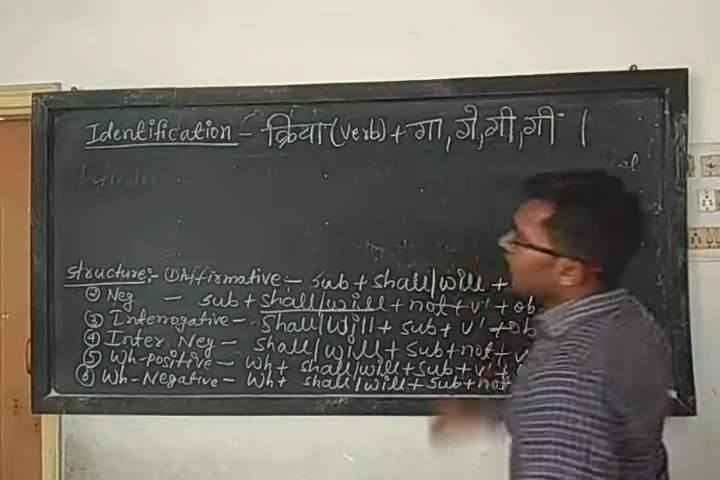 Identification - क्रिया (Verb) + गा, गे, गी, गीं ।
Structure:- ① Affirmative - sub + shall/will +
② Neg - sub + shall/will + not + v¹ + ob
③ Interrogative - Shall/Will + sub + v¹ + ob
④ Inter. Neg - shall/will + sub + not + v
⑤ Wh-positive - Wh + shall/will + sub + v¹ +
⑥ Wh-Negative - Wh + shall/will + sub + not